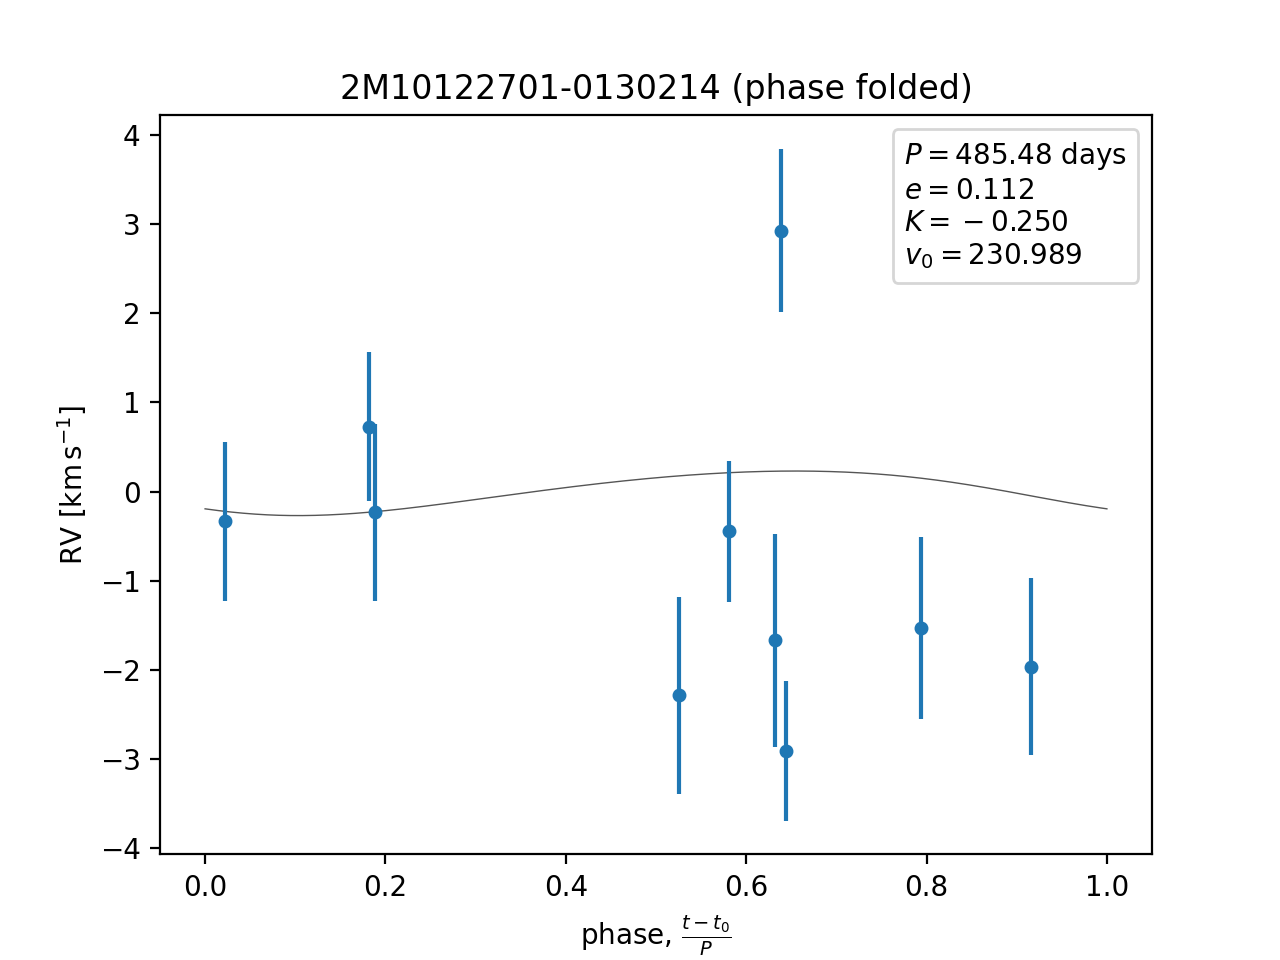 2M10122701-0130214 (phase folded)
P = 485.48 days
e = 0.112
K = −0.250
v₀ = 230.989
RV [km s⁻¹]
4
3
2
1
0
−1
−2
−3
−4
0.0 0.2 0.4 0.6 0.8 1.0
phase, (t − t₀)/P